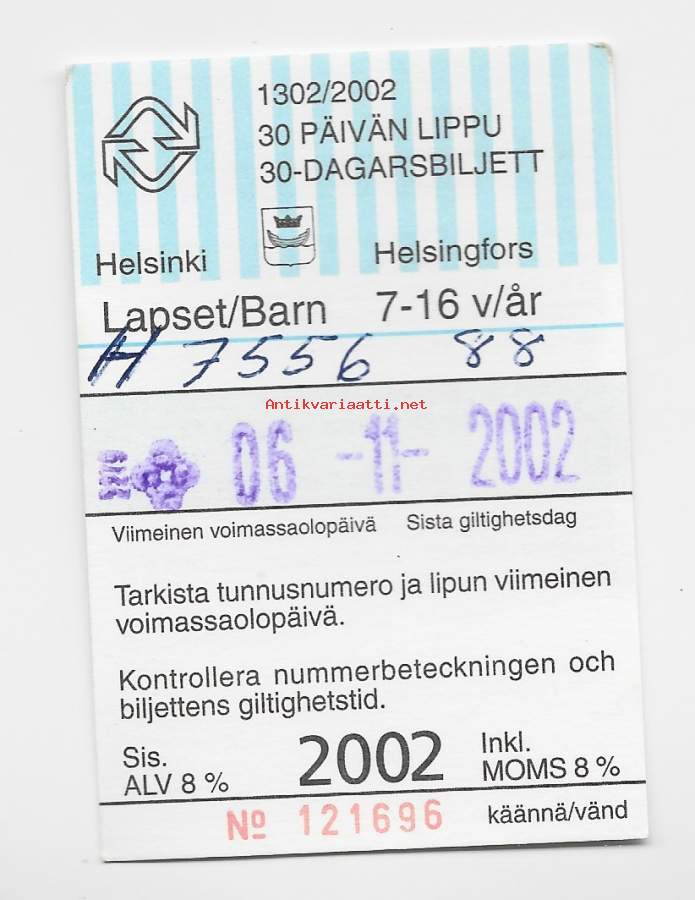 1302/2002
30 PÄIVÄN LIPPU
30-DAGARSBILJETT
Helsinki Helsingfors
Lapset/Barn 7-16 v/år
H 7556 88
Antikvariaatti.net
06 -11- 2002
Viimeinen voimassaolopäivä Sista giltighetsdag
Tarkista tunnusnumero ja lipun viimeinen
voimassaolopäivä.
Kontrollera nummerbeteckningen och
biljettens giltighetstid.
Sis. 2002 Inkl.
ALV 8 % MOMS 8 %
Nº 121696 käännä/vänd